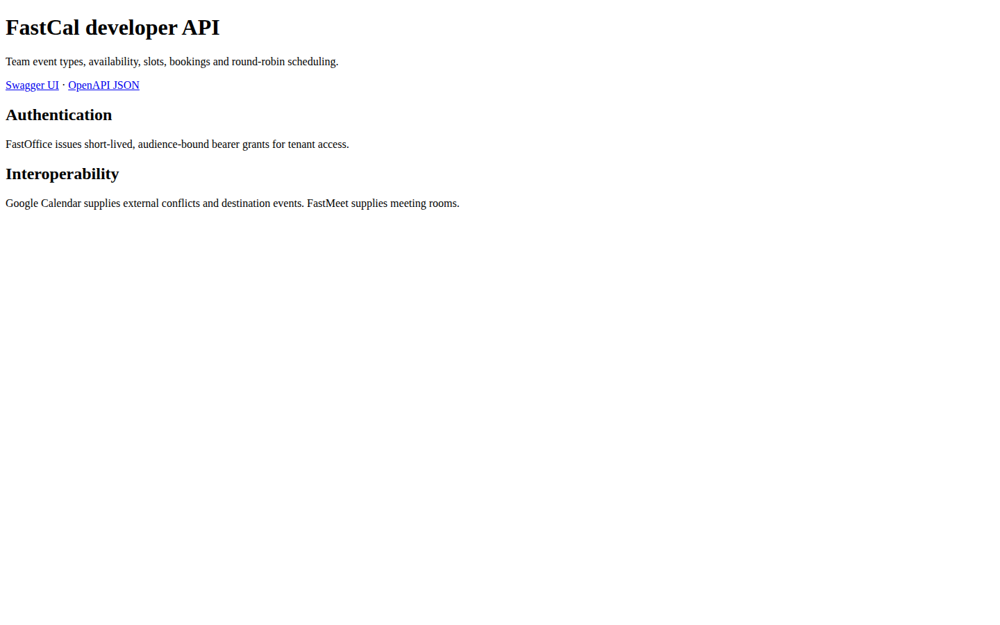 FastCal developer API
Team event types, availability, slots, bookings and round-robin scheduling.
Swagger UI · OpenAPI JSON
Authentication
FastOffice issues short-lived, audience-bound bearer grants for tenant access.
Interoperability
Google Calendar supplies external conflicts and destination events. FastMeet supplies meeting rooms.